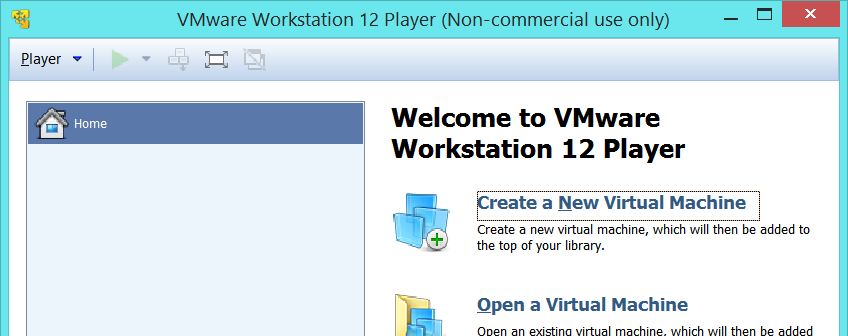 VMware Workstation 12 Player (Non-commercial use only)
Player
Home
Welcome to VMware
Workstation 12 Player
Create a New Virtual Machine
Create a new virtual machine, which will then be added to
the top of your library.
Open a Virtual Machine
Open an existing virtual machine, which will then be added